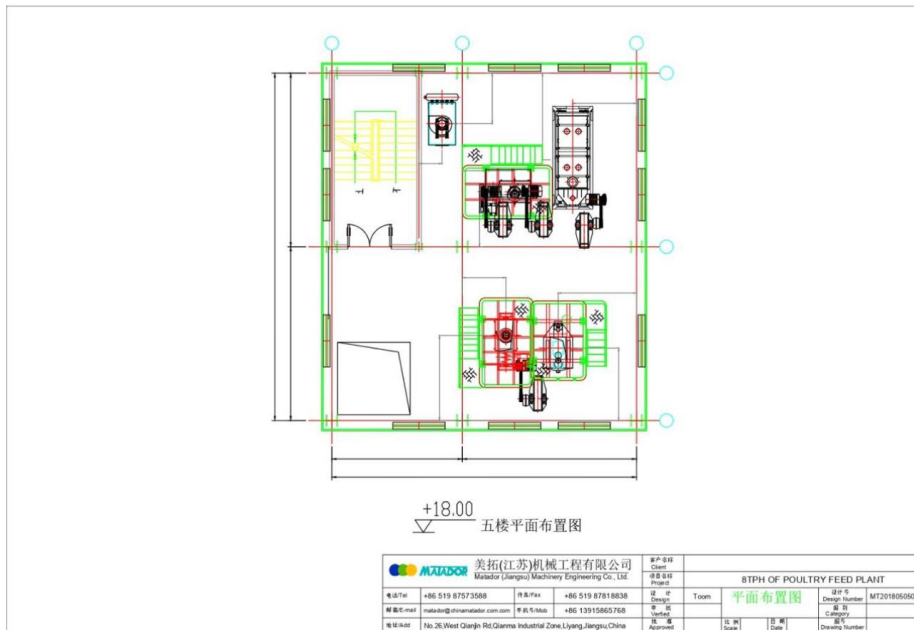 上 下
+18.00
五楼平面布置图
MATADOR 美拓(江苏)机械工程有限公司
Matador (Jiangsu) Machinery Engineering Co., Ltd.
客户名称 Client
项目名称 Project 8TPH OF POULTRY FEED PLANT
电话/Tel +86 519 87573588 传真/Fax +86 519 87818838
设计 Design Toom 平面布置图 设计号 Design Number MT20180505
邮箱/E-mail matador@chinamatador.com.com 手机号/Mob +86 13915865768
审核 Verified 类别 Category
地址/Add No.26,West Qianjin Rd,Qianma Industrial Zone,Liyang,Jiangsu,China
批准 Approved 比例 Scale 日期 Date 图号 Drawing Number